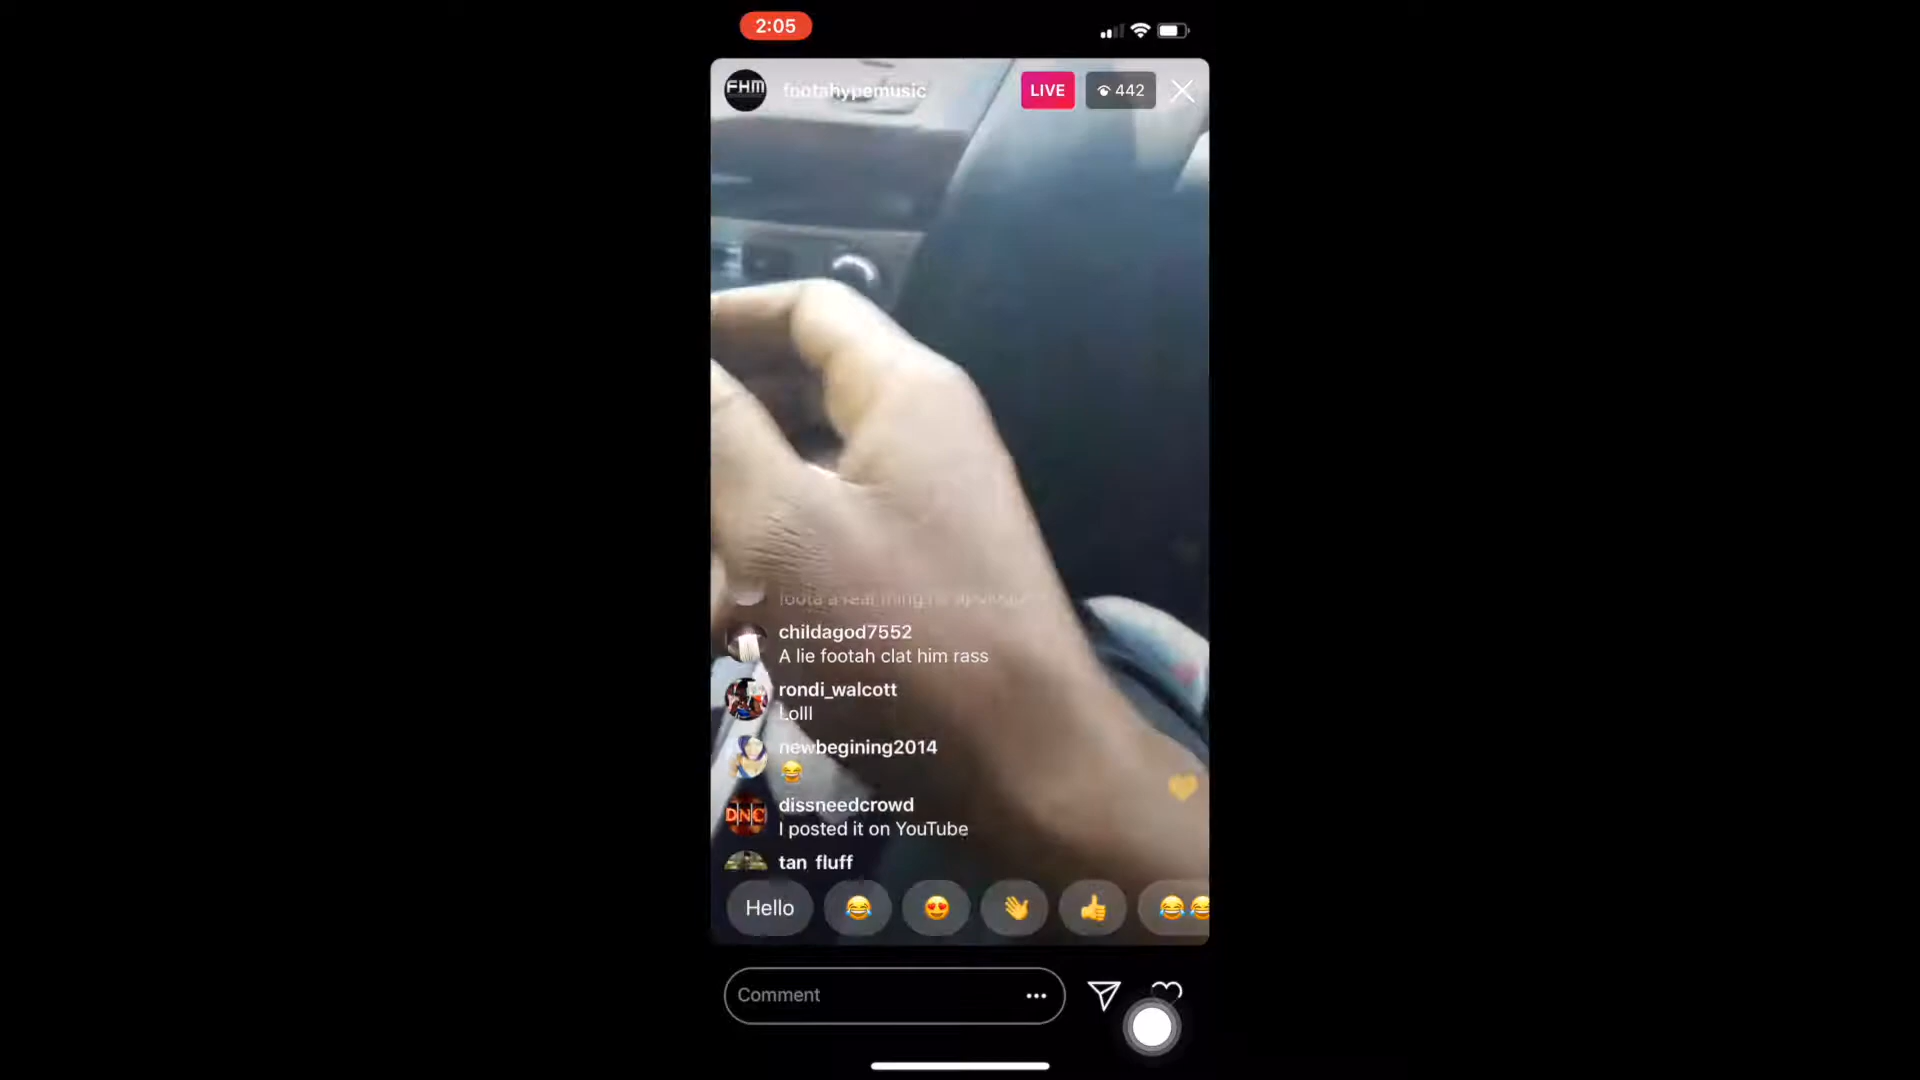 2:05
FHM
footahypemusic
LIVE
442
childagod7552
A lie footah clat him rass
rondi_walcott
Lolll
newbegining2014
😂
DNC
dissneedcrowd
I posted it on YouTube
tan_fluff
Hello
Comment